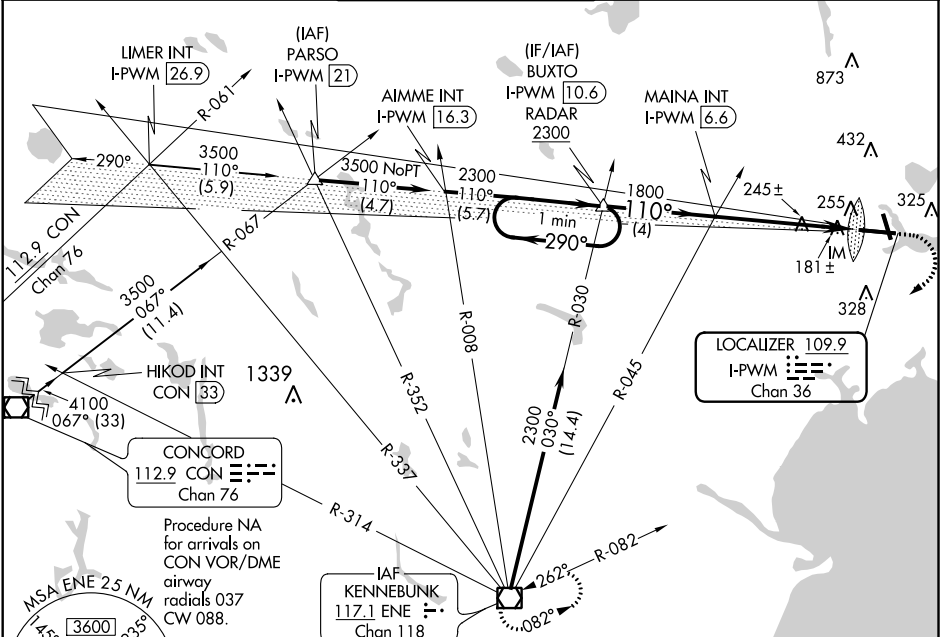 LIMER INT
I-PWM 26.9
(IAF)
PARSO
I-PWM 21
AIMME INT
I-PWM 16.3
(IF/IAF)
BUXTO
I-PWM 10.6
RADAR
2300
MAINA INT
I-PWM 6.6
873
432
325
255
245±
181±
IM
328
R-061
290°
3500
110°
(5.9)
3500 NoPT
110°
(4.7)
2300
110°
(5.7)
1 min
290°
1800
110°
(4)
112.9 CON
Chan 76
R-067
3500
067°
(11.4)
HIKOD INT
CON 33
1339
4100
067° (33)
CONCORD
112.9 CON
Chan 76
R-337
R-352
R-008
R-030
R-045
2300
030°
(14.4)
LOCALIZER 109.9
I-PWM
Chan 36
R-314
R-082
262°
082°
Procedure NA
for arrivals on
CON VOR/DME
airway
radials 037
CW 088.
IAF
KENNEBUNK
117.1 ENE
Chan 118
MSA ENE 25 NM
3600
145°